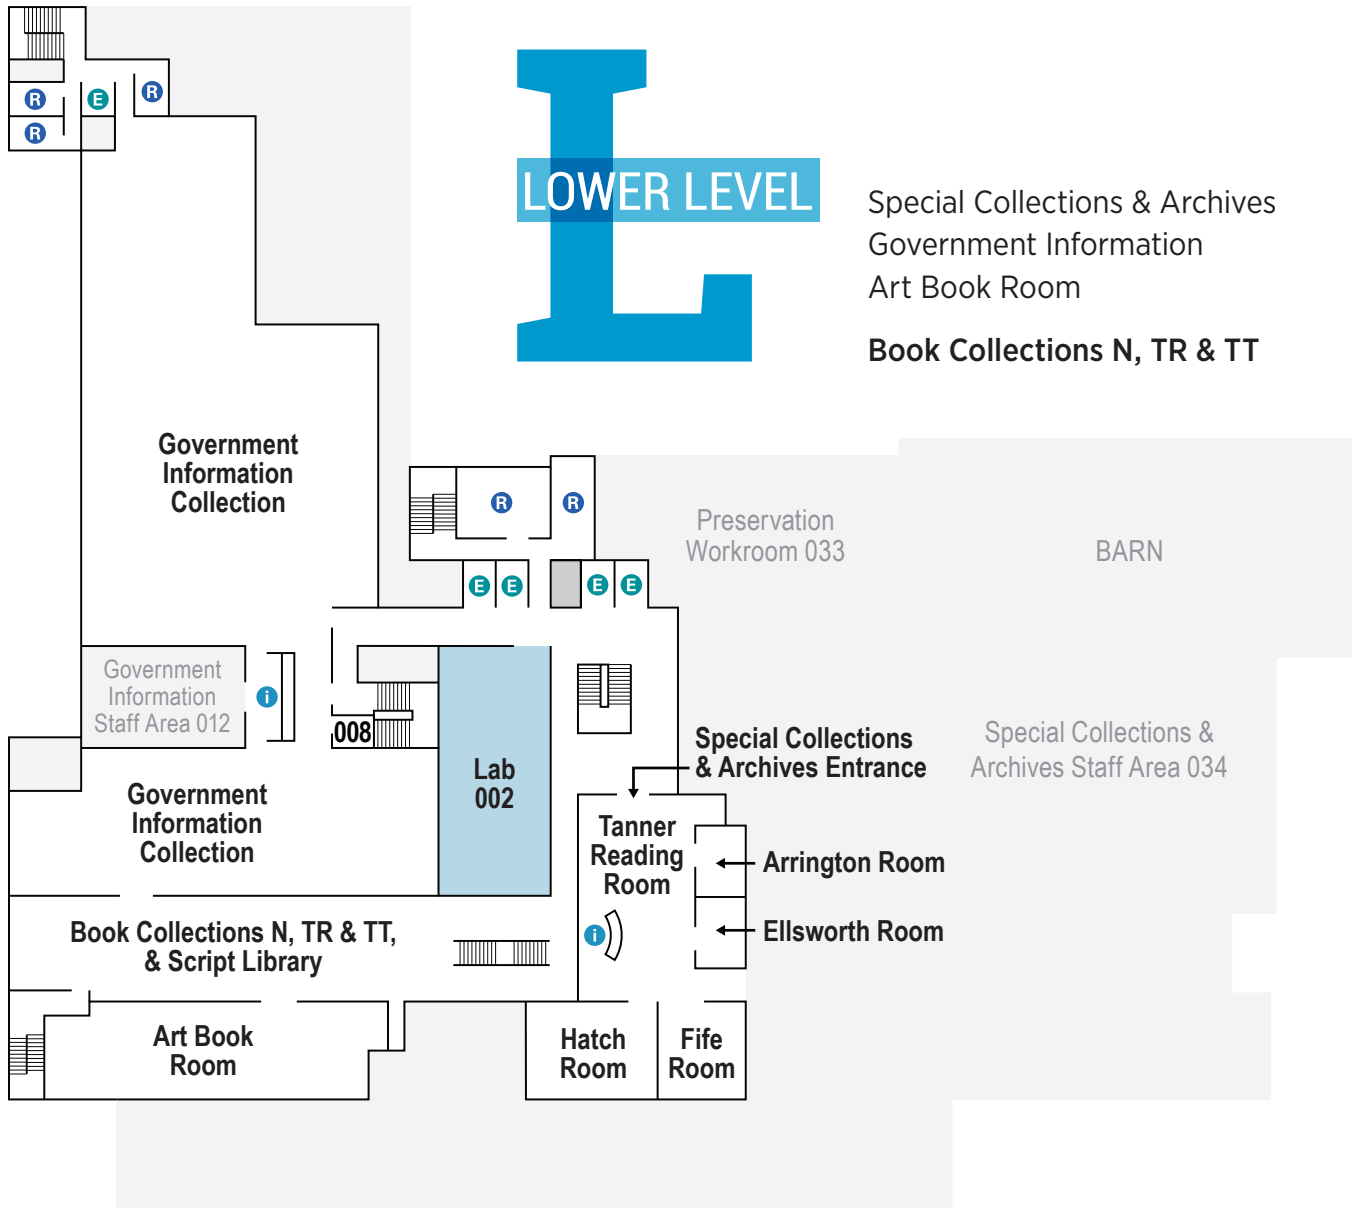 L
LOWER LEVEL
Special Collections & Archives
Government Information
Art Book Room
Book Collections N, TR & TT
R
E
R
R
Government
Information
Collection
R
R
Preservation
Workroom 033
BARN
E
E
E
E
Government
Information
Staff Area 012
i
008
Lab
002
Special Collections
& Archives Entrance
Special Collections &
Archives Staff Area 034
Government
Information
Collection
Tanner
Reading
Room
Arrington Room
Ellsworth Room
i
Book Collections N, TR & TT,
& Script Library
Art Book
Room
Hatch
Room
Fife
Room